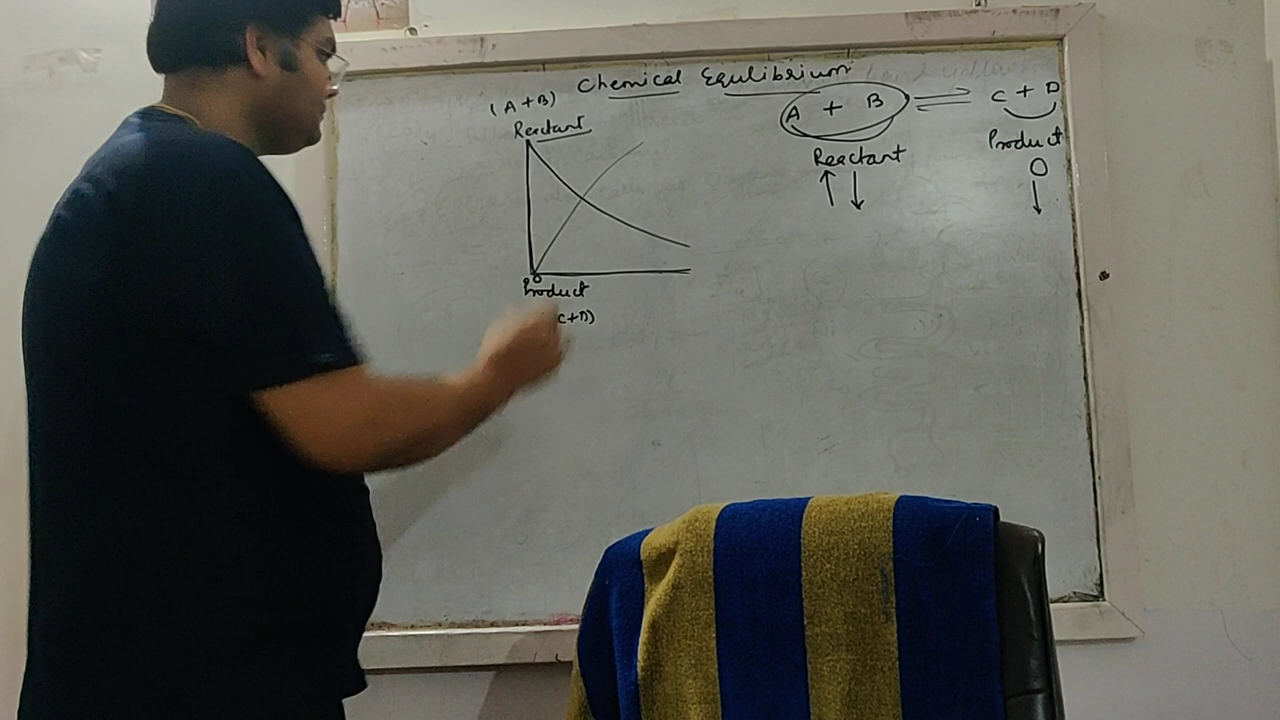 Chemical Equlibrium
(A+B)
Reactant
A + B ⇌ C + D
Reactant
Product
↑ ↓
O
↓
O
Product
C+D)